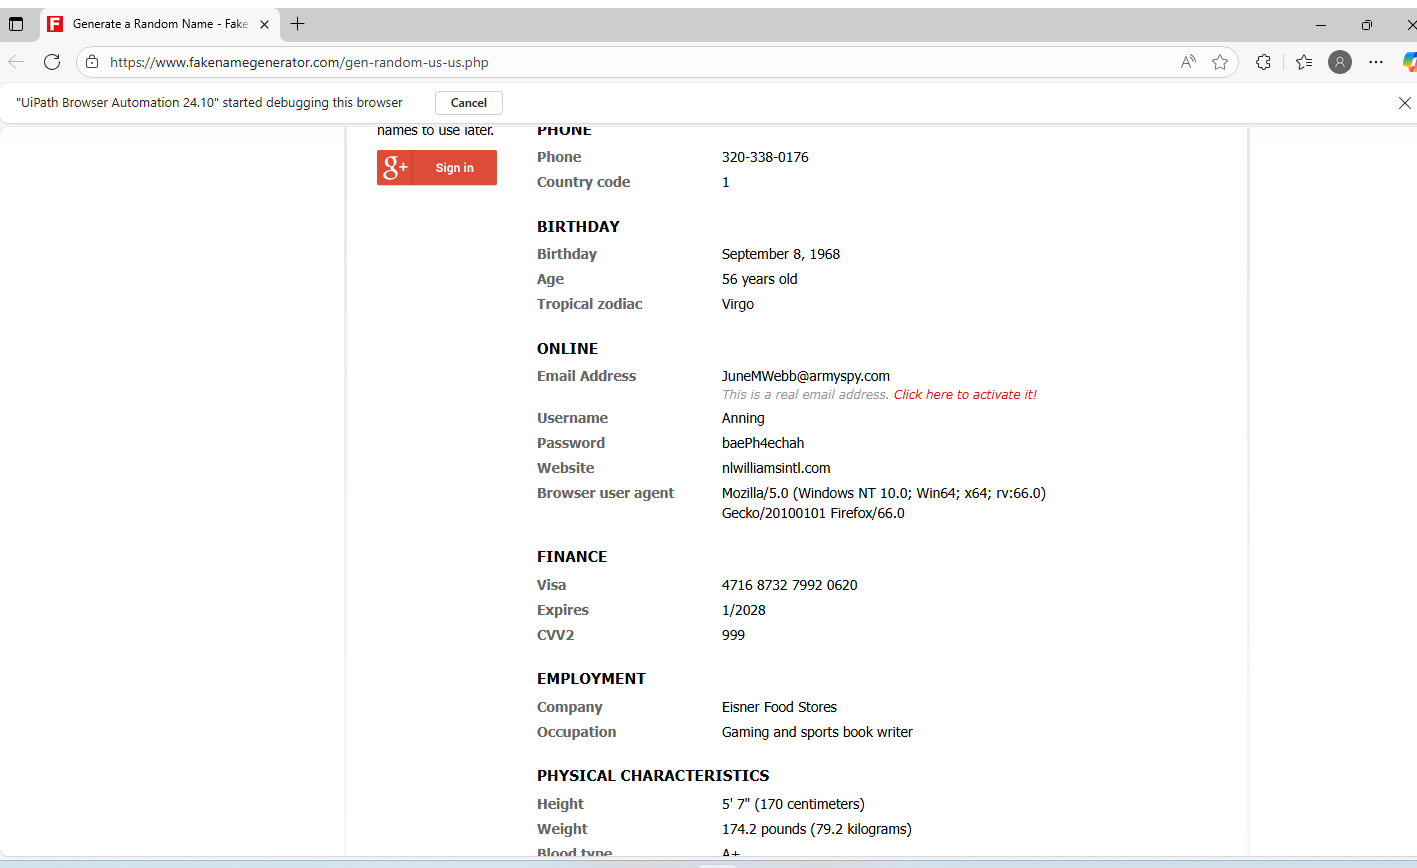 Generate a Random Name - Fake
https://www.fakenamegenerator.com/gen-random-us-us.php
"UiPath Browser Automation 24.10" started debugging this browser Cancel
names to use later.
g+ Sign in
PHONE
Phone 320-338-0176
Country code 1
BIRTHDAY
Birthday September 8, 1968
Age 56 years old
Tropical zodiac Virgo
ONLINE
Email Address JuneMWebb@armyspy.com
This is a real email address. Click here to activate it!
Username Anning
Password baePh4echah
Website nlwilliamsintl.com
Browser user agent Mozilla/5.0 (Windows NT 10.0; Win64; x64; rv:66.0)
Gecko/20100101 Firefox/66.0
FINANCE
Visa 4716 8732 7992 0620
Expires 1/2028
CVV2 999
EMPLOYMENT
Company Eisner Food Stores
Occupation Gaming and sports book writer
PHYSICAL CHARACTERISTICS
Height 5' 7" (170 centimeters)
Weight 174.2 pounds (79.2 kilograms)
Blood type A+